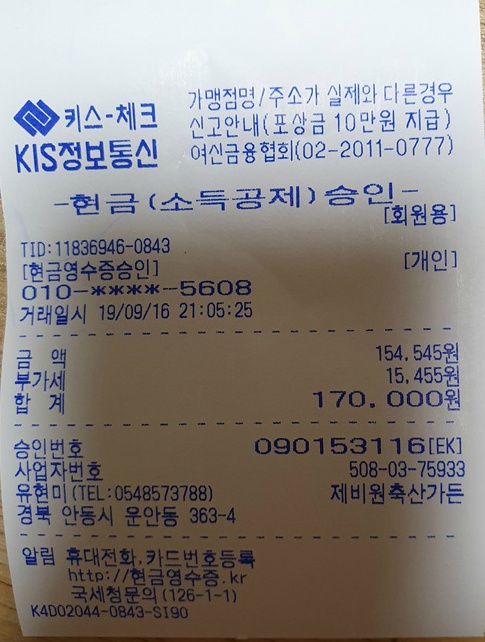 키스-체크
KIS정보통신
가맹점명/주소가 실제와 다른경우
신고안내(포상금 10만원 지급)
여신금융협회(02-2011-0777)
-현금(소득공제)승인-
[회원용]
TID:11836946-0843
[현금영수증승인] [개인]
010-****-5608
거래일시 19/09/16 21:05:25
금 액 154,545원
부가세 15,455원
합 계 170,000원
승인번호 090153116[EK]
사업자번호 508-03-75933
유현미(TEL:0548573788) 제비원축산가든
경북 안동시 운안동 363-4
알림 휴대전화,카드번호등록
http://현금영수증.kr
국세청문의(126-1-1)
K4D02044-0843-SI90